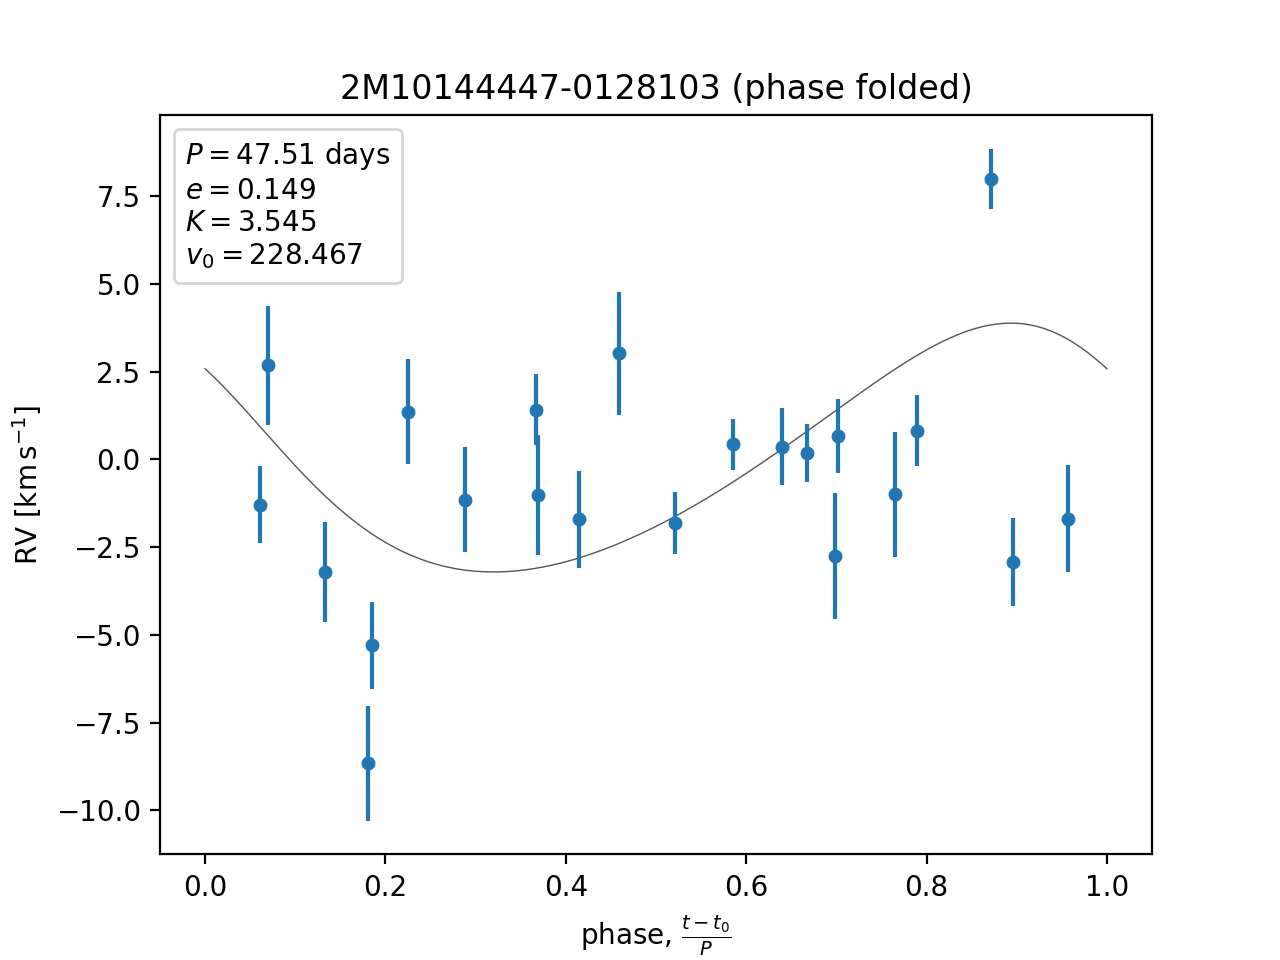 2M10144447-0128103 (phase folded)
P = 47.51 days
e = 0.149
K = 3.545
v₀ = 228.467
7.5
5.0
2.5
0.0
−2.5
−5.0
−7.5
−10.0
RV [km s⁻¹]
0.0 0.2 0.4 0.6 0.8 1.0
phase, (t − t₀)/P